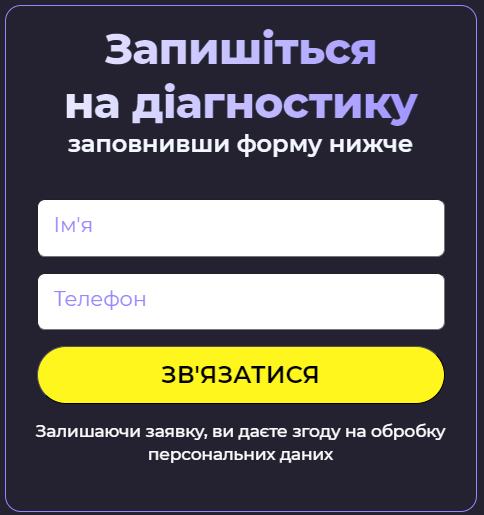 Запишіться
на діагностику
заповнивши форму нижче
Ім'я
Телефон
ЗВ'ЯЗАТИСЯ
Залишаючи заявку, ви даєте згоду на обробку
персональних даних